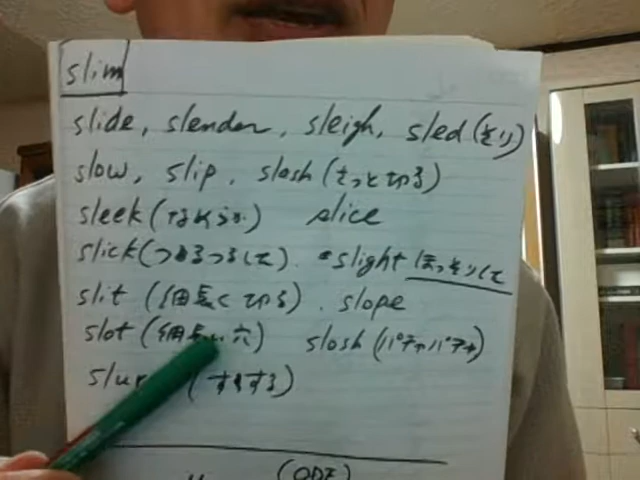 slim
slide, slender, sleigh, sled (そり)
slow, slip, slash (さっと切る)
sleek (なめらか) slice
slick (つるつるして). slight ほっそりして
slit (細長く切る). slope
slot (細長い穴) slosh (パチャパチャ)
slur (するする)
(ODE)